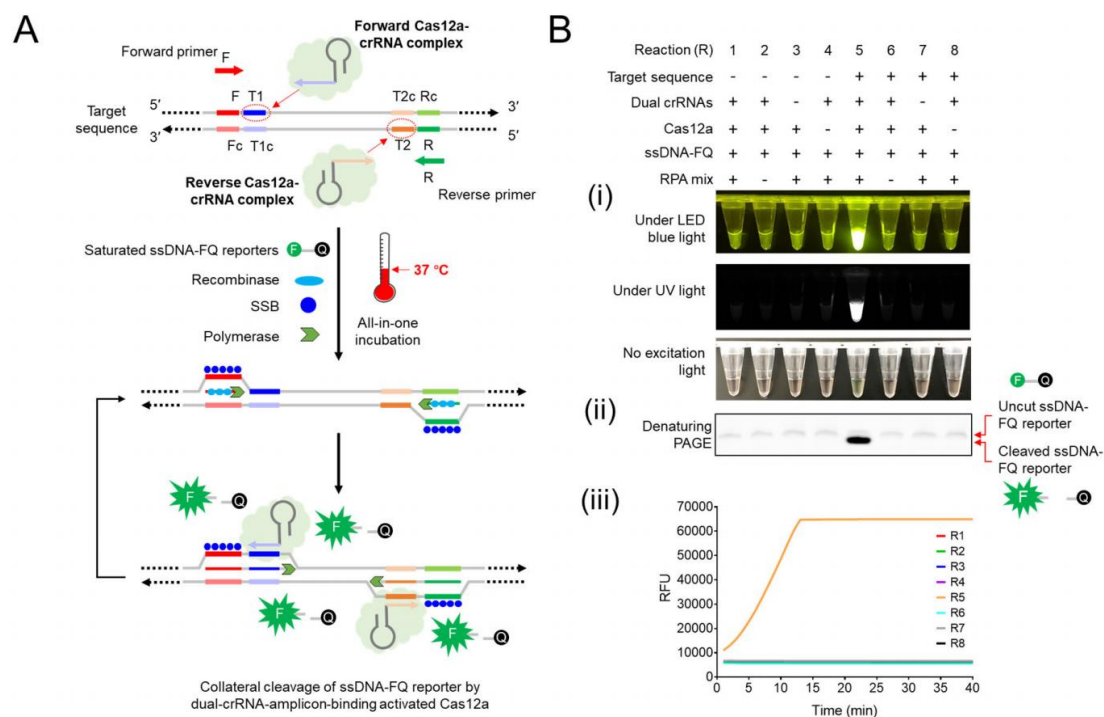 A
Forward Cas12a-
crRNA complex
Forward primer
F
F T1 T2c Rc
5′ 3′
Target
sequence
3′ 5′
Fc T1c T2 R
R
Reverse primer
Reverse Cas12a-
crRNA complex
Saturated ssDNA-FQ reporters F Q
Recombinase
SSB
Polymerase
37 °C
All-in-one
incubation
F Q
F Q
F Q
F Q
Collateral cleavage of ssDNA-FQ reporter by
dual-crRNA-amplicon-binding activated Cas12a
B
Reaction (R) 1 2 3 4 5 6 7 8
Target sequence - - - - + + + +
Dual crRNAs + + - + + + - +
Cas12a + + + - + + + -
ssDNA-FQ + + + + + + + +
RPA mix + - + + + - + +
(i)
Under LED
blue light
Under UV light
No excitation
light
(ii)
Denaturing
PAGE
F Q
Uncut ssDNA-
FQ reporter
Cleaved ssDNA-
FQ reporter
F Q
(iii)
RFU
70000
60000
50000
40000
30000
20000
10000
0
0 5 10 15 20 25 30 35 40
Time (min)
R1
R2
R3
R4
R5
R6
R7
R8